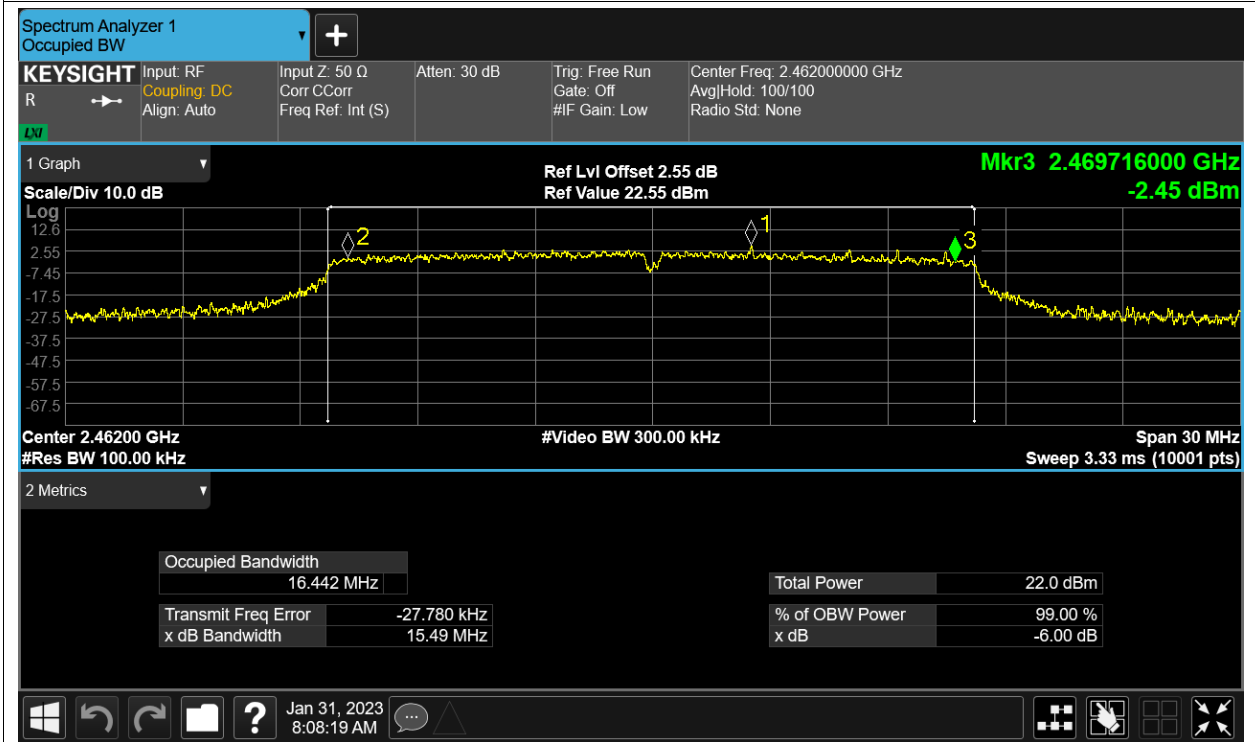 Spectrum Analyzer 1
Occupied BW
KEYSIGHT
R
LXI
Input: RF
Coupling: DC
Align: Auto
Input Z: 50 Ω
Corr CCorr
Freq Ref: Int (S)
Atten: 30 dB
Trig: Free Run
Gate: Off
#IF Gain: Low
Center Freq: 2.462000000 GHz
Avg|Hold: 100/100
Radio Std: None
1 Graph
Scale/Div 10.0 dB
Ref Lvl Offset 2.55 dB
Ref Value 22.55 dBm
Mkr3 2.469716000 GHz
-2.45 dBm
Log
12.6
2.55
-7.45
-17.5
-27.5
-37.5
-47.5
-57.5
-67.5
2
1
3
Center 2.46200 GHz
#Video BW 300.00 kHz
Span 30 MHz
#Res BW 100.00 kHz
Sweep 3.33 ms (10001 pts)
2 Metrics
Occupied Bandwidth
16.442 MHz
Total Power 22.0 dBm
Transmit Freq Error -27.780 kHz
% of OBW Power 99.00 %
x dB Bandwidth 15.49 MHz
x dB -6.00 dB
?
Jan 31, 2023
8:08:19 AM